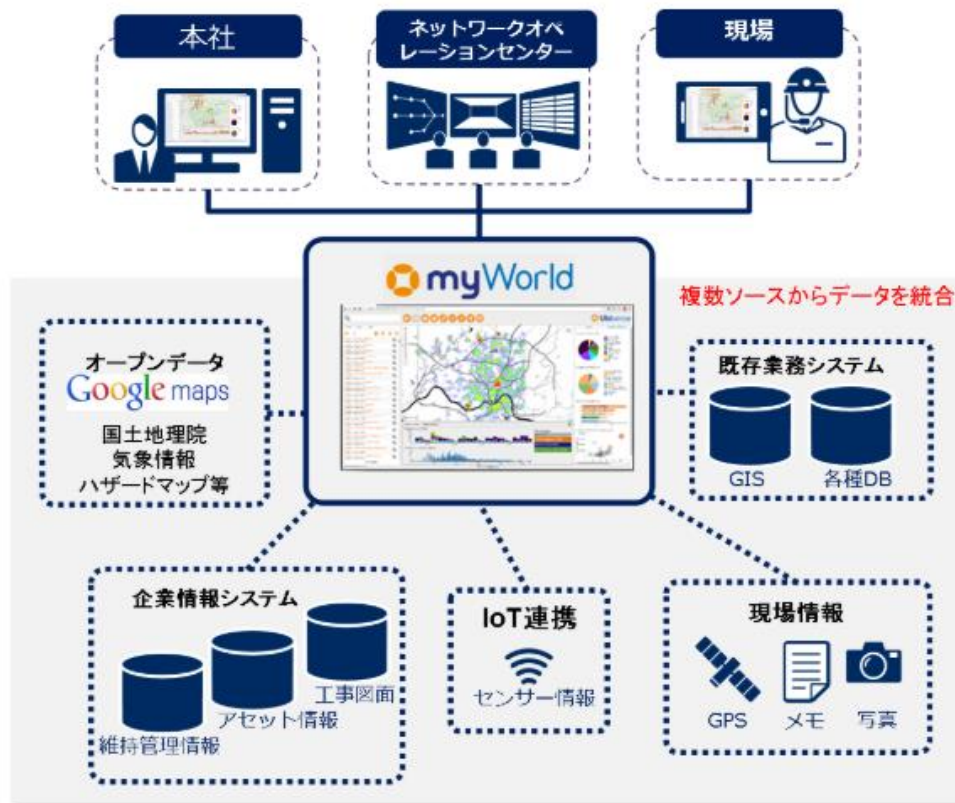 本社
ネットワークオペ
レーションセンター
現場
myWorld
複数ソースからデータを統合
オープンデータ
Google maps
国土地理院
気象情報
ハザードマップ等
既存業務システム
GIS
各種DB
企業情報システム
工事図面
アセット情報
維持管理情報
IoT連携
センサー情報
現場情報
GPS
メモ
写真